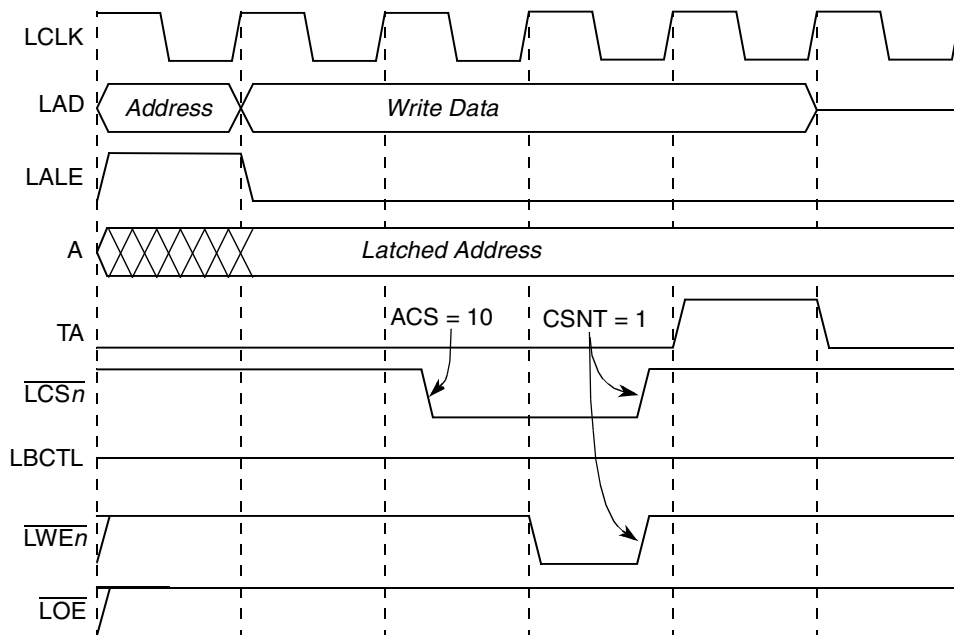 LCLK
LAD Address Write Data
LALE
A Latched Address
TA ACS = 10 CSNT = 1
LCSn
LBCTL
LWEn
LOE